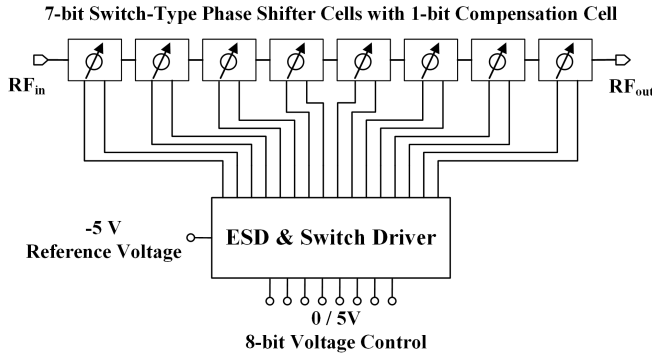 7-bit Switch-Type Phase Shifter Cells with 1-bit Compensation Cell
RFin
RFout
-5 V
Reference Voltage
ESD & Switch Driver
0 / 5V
8-bit Voltage Control